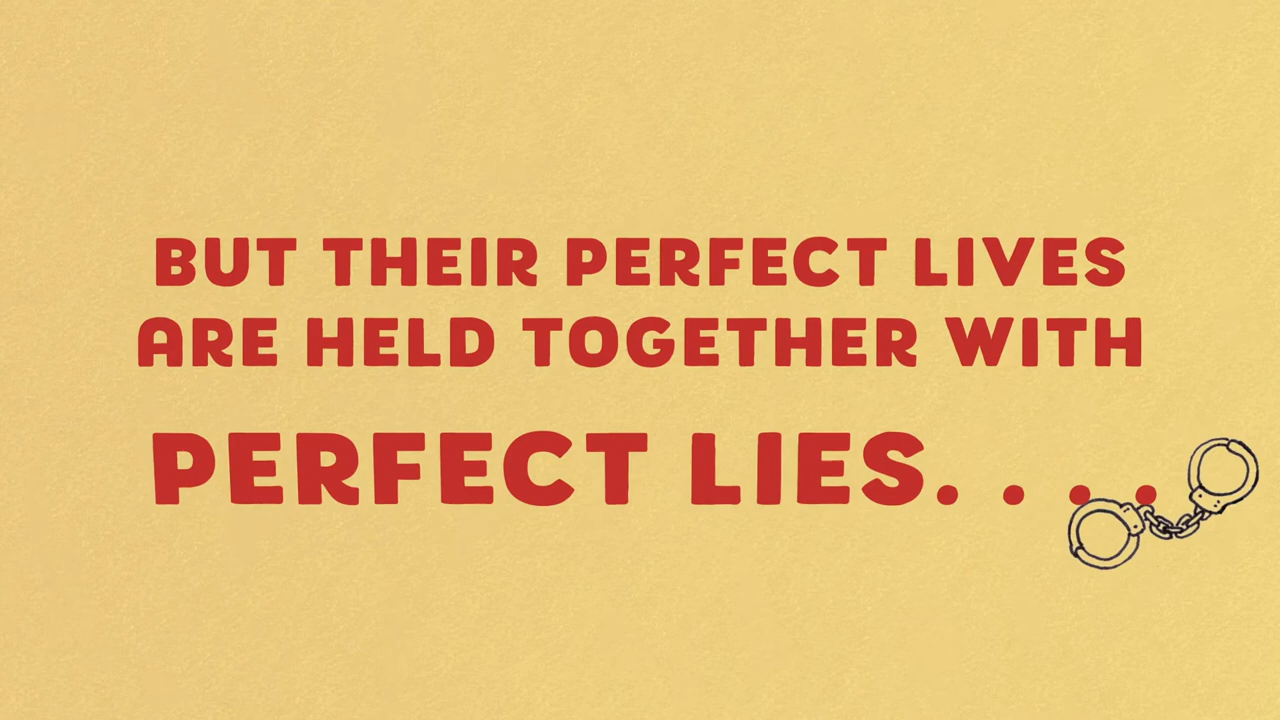 BUT THEIR PERFECT LIVES
ARE HELD TOGETHER WITH
PERFECT LIES. . . .